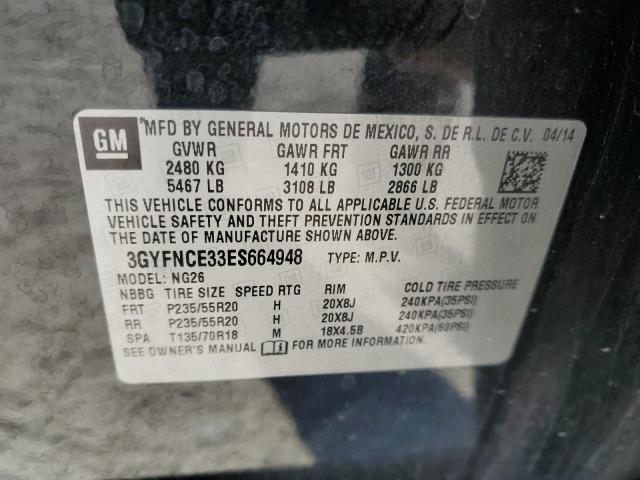 GM
MFD BY GENERAL MOTORS DE MEXICO, S. DE R.L. DE C.V. 04/14
GVWR GAWR FRT GAWR RR
2480 KG 1410 KG 1300 KG
5467 LB 3108 LB 2866 LB
THIS VEHICLE CONFORMS TO ALL APPLICABLE U.S. FEDERAL MOTOR
VEHICLE SAFETY AND THEFT PREVENTION STANDARDS IN EFFECT ON
THE DATE OF MANUFACTURE SHOWN ABOVE.
3GYFNCE33ES664948 TYPE: M.P.V.
MODEL: NG26
NBBG TIRE SIZE SPEED RTG RIM COLD TIRE PRESSURE
FRT P235/55R20 H 20X8J 240KPA(35PSI)
RR P235/55R20 H 20X8J 240KPA(35PSI)
SPA T135/70R18 M 18X4.5B 420KPA(60PSI)
SEE OWNER'S MANUAL FOR MORE INFORMATION.